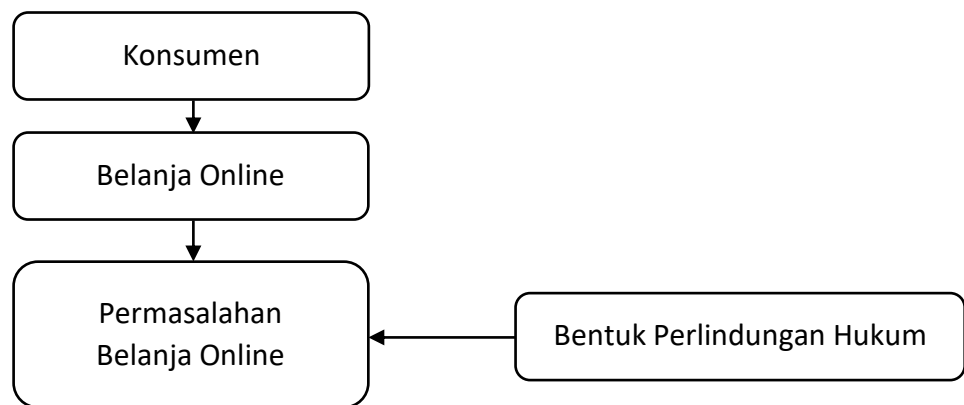 Konsumen
Belanja Online
Permasalahan
Belanja Online
Bentuk Perlindungan Hukum